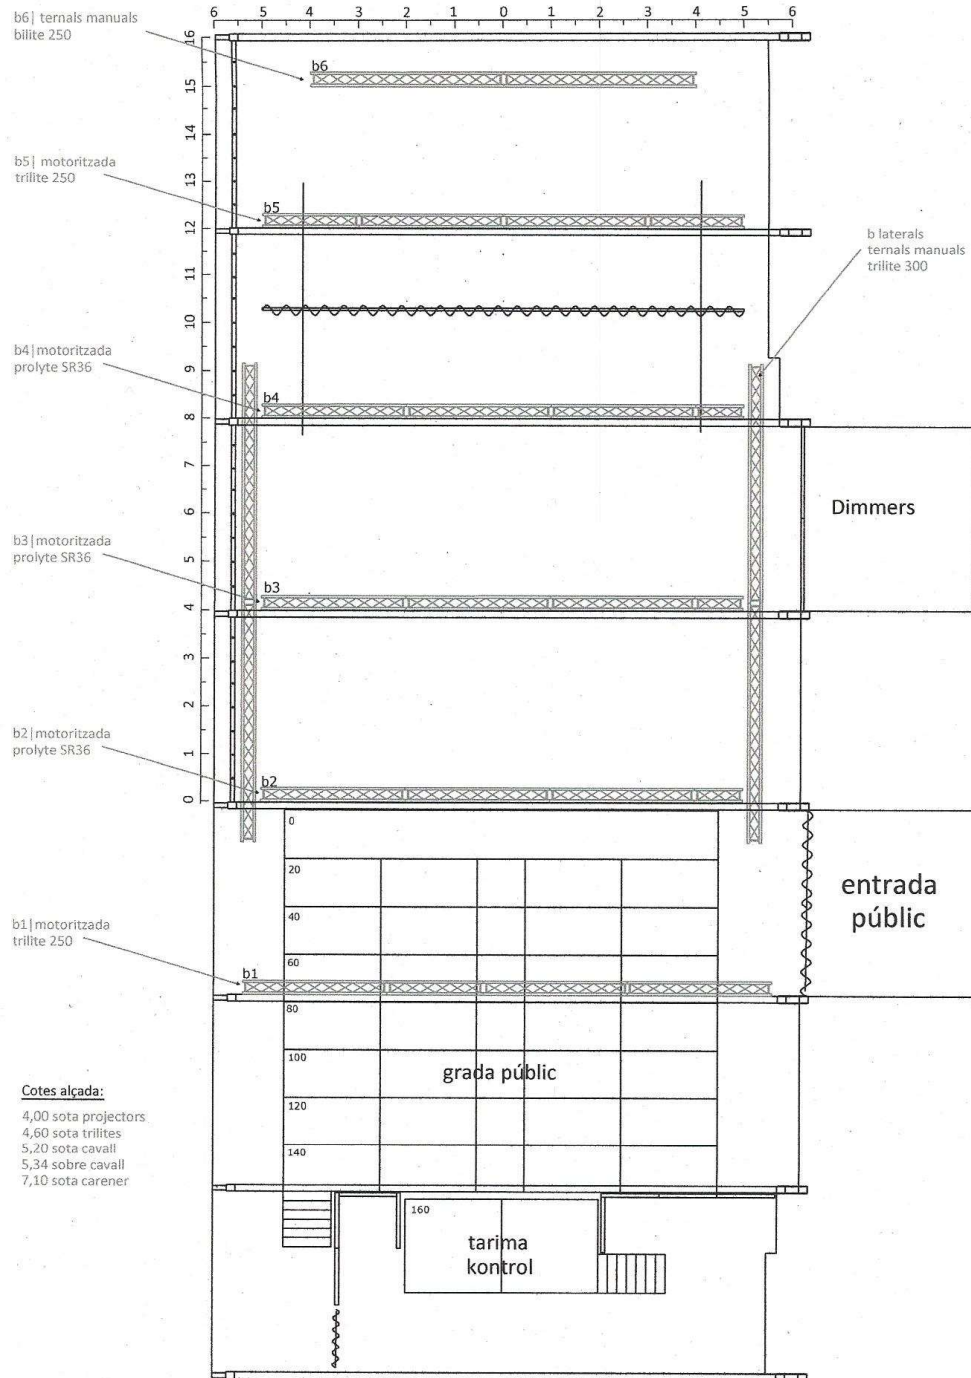 6 5 4 3 2 1 0 1 2 3 4 5 6
b6| ternals manuals
bilite 250
16
b6
15
14
b5| motoritzada
trilite 250
13
b5
12
b laterals
ternals manuals
trilite 300
11
10
b4|motoritzada
prolyte SR36
9
b4
8
7
Dimmers
6
b3|motoritzada
prolyte SR36
5
b3
4
3
2
b2|motoritzada
prolyte SR36
1
b2
0
0
20
entrada
públic
40
b1|motoritzada
trilite 250
60
b1
80
100
grada públic
Cotes alçada:
4,00 sota projectors
4,60 sota trilites
5,20 sota cavall
5,34 sobre cavall
7,10 sota carener
120
140
160
tarima
kontrol